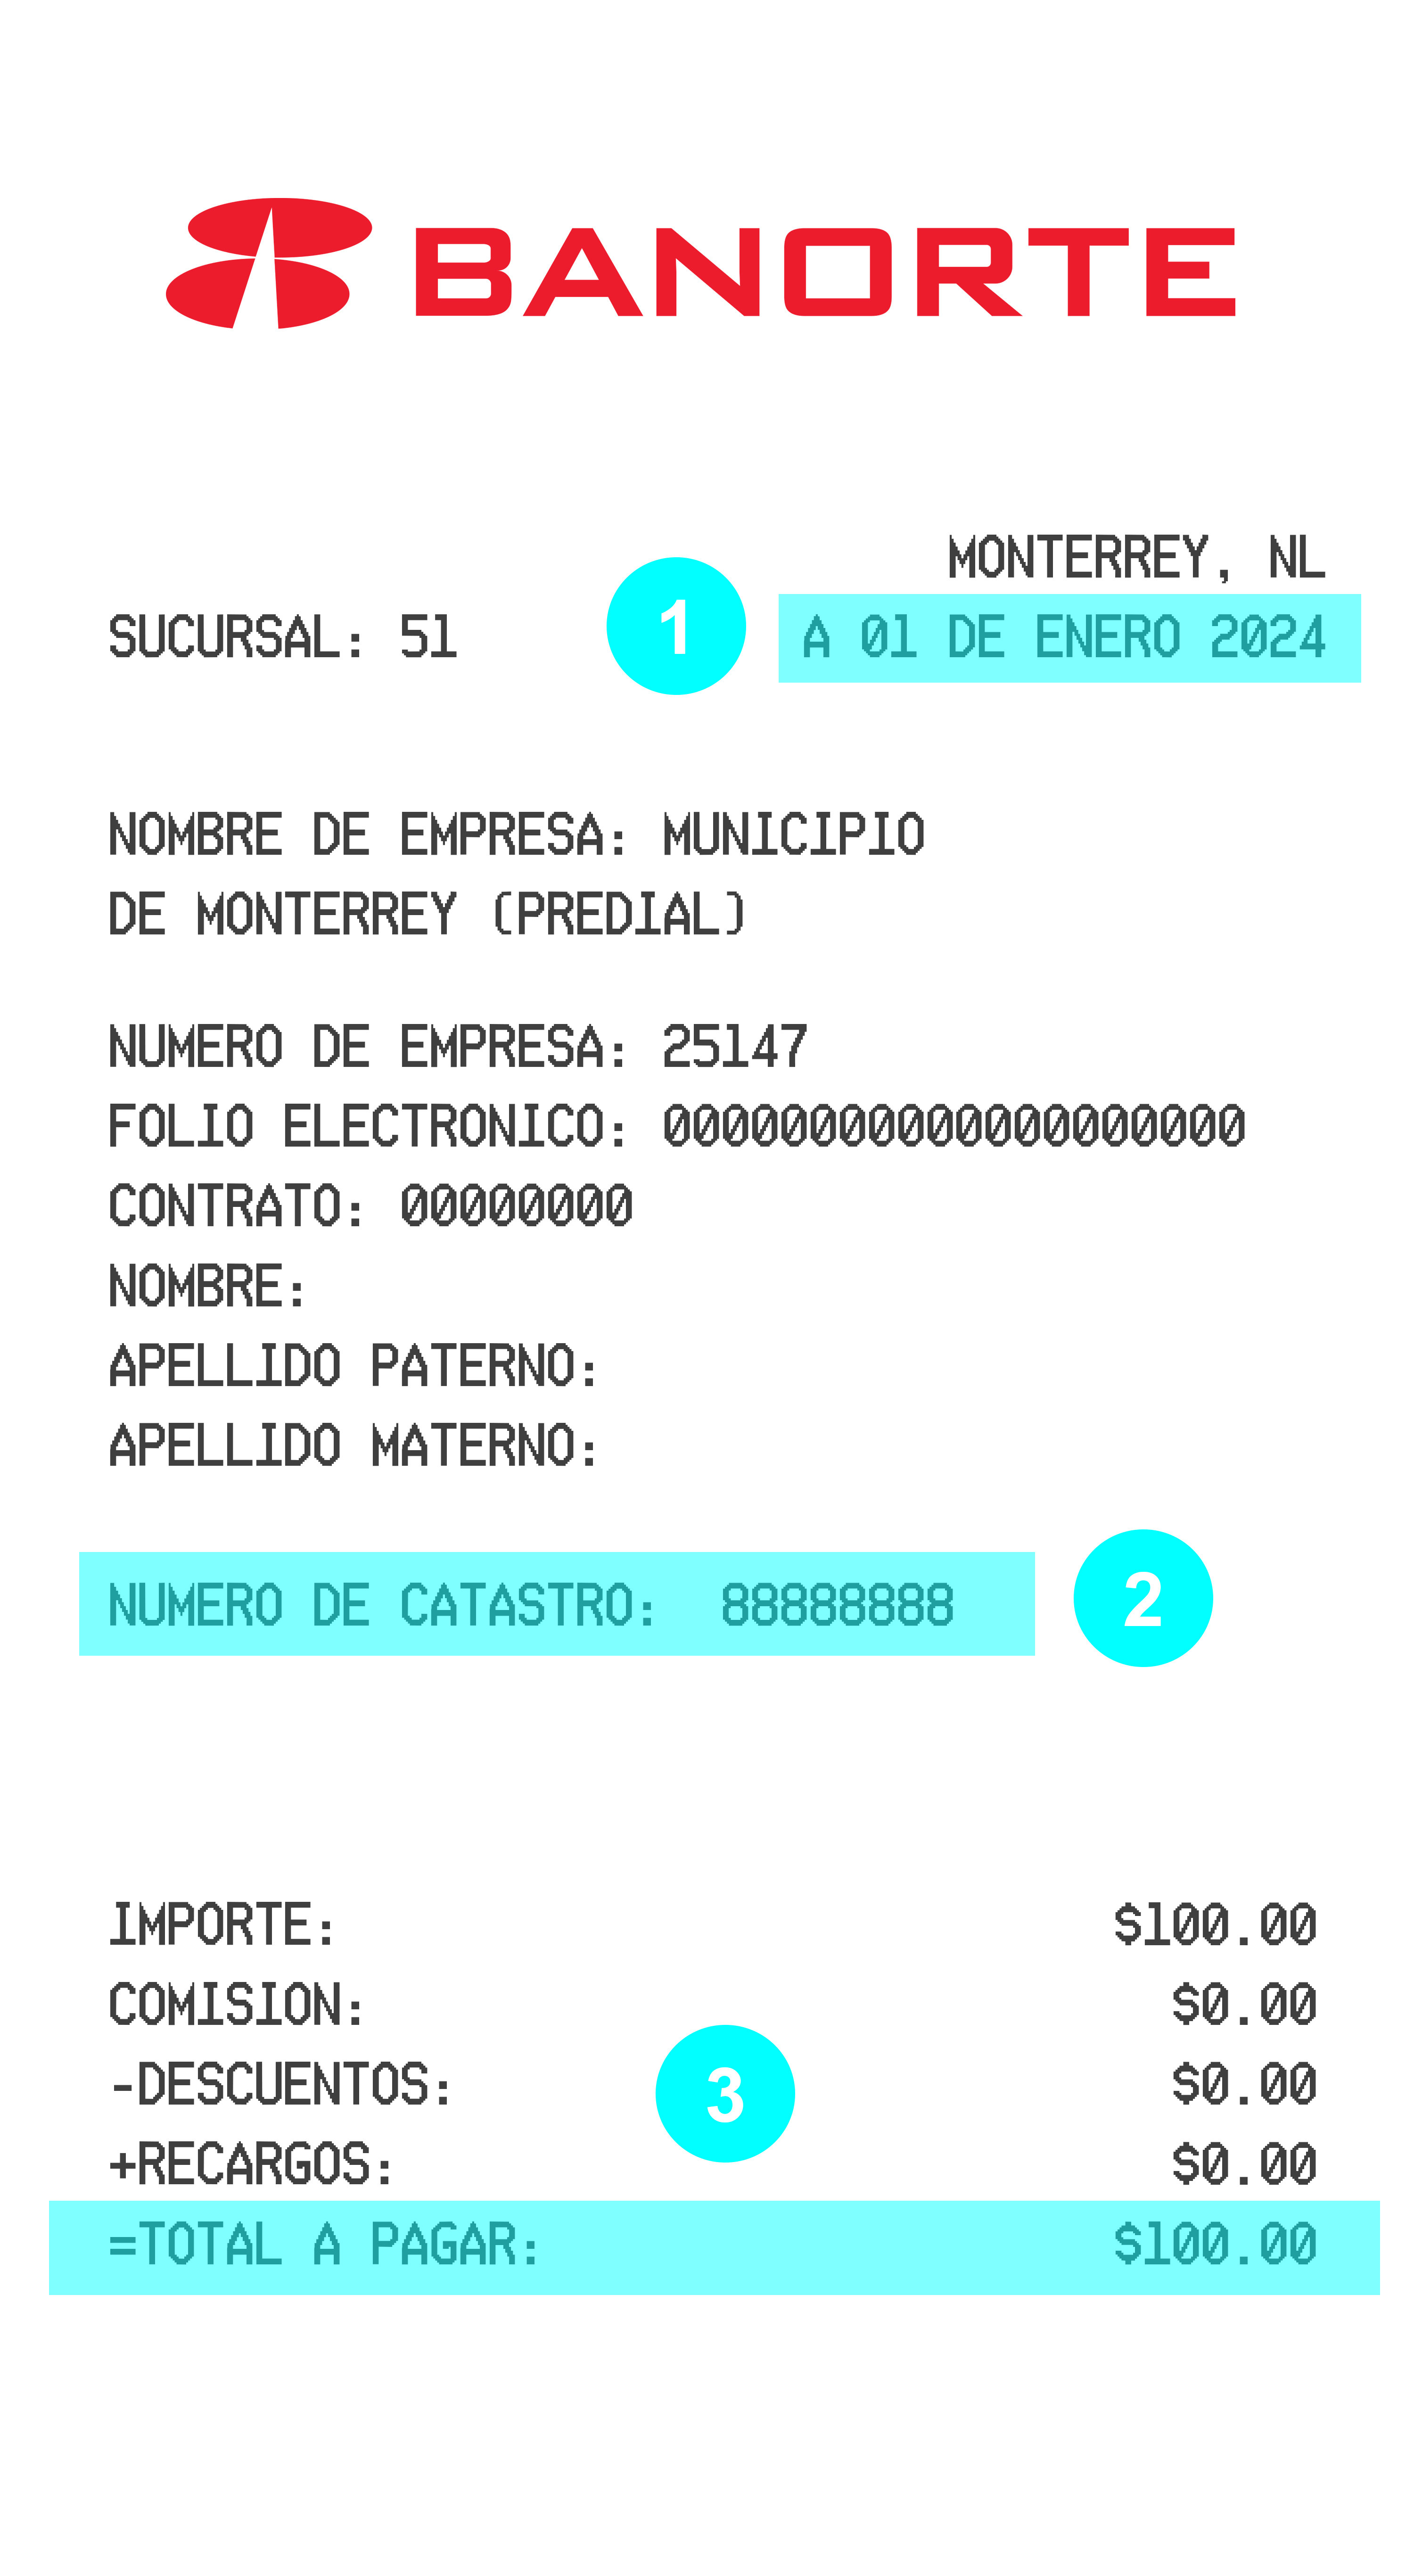 BANORTE
MONTERREY, NL
SUCURSAL: 51
1
A 01 DE ENERO 2024
NOMBRE DE EMPRESA: MUNICIPIO
DE MONTERREY (PREDIAL)
NUMERO DE EMPRESA: 25147
FOLIO ELECTRONICO: 00000000000000000000
CONTRATO: 00000000
NOMBRE:
APELLIDO PATERNO:
APELLIDO MATERNO:
NUMERO DE CATASTRO: 88888888
2
IMPORTE: $100.00
COMISION: $0.00
-DESCUENTOS: $0.00
3
+RECARGOS: $0.00
=TOTAL A PAGAR: $100.00